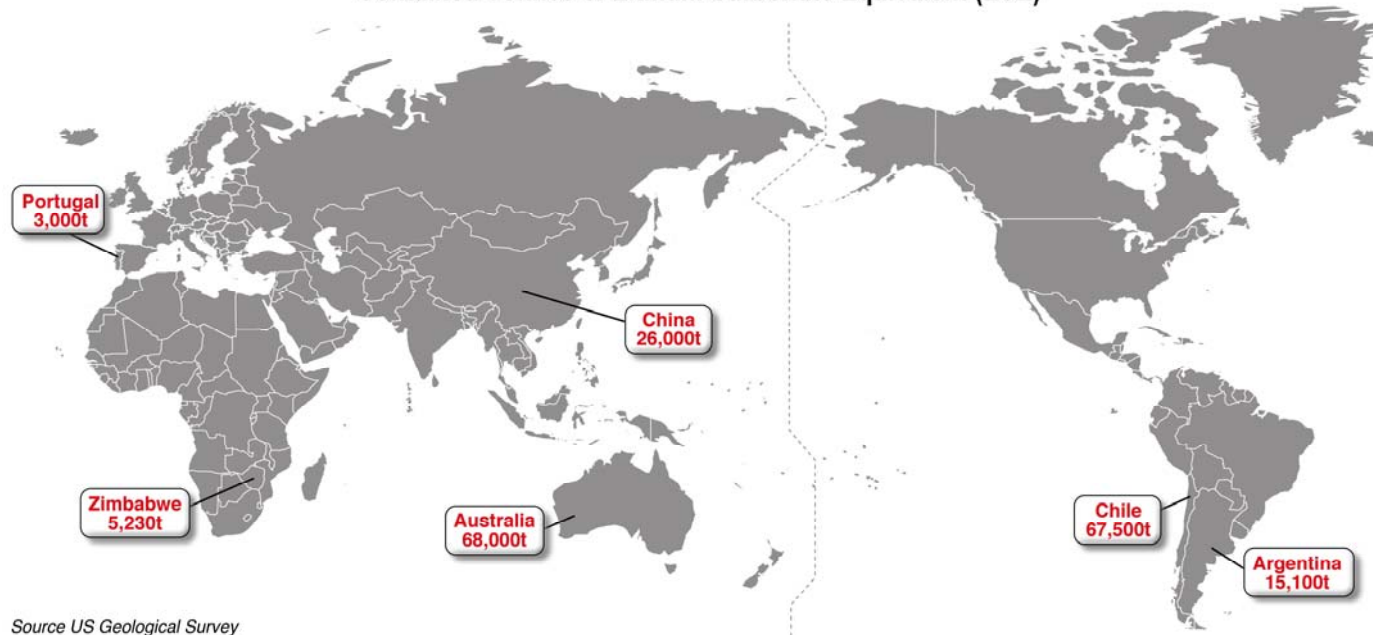 Portugal
3,000t
China
26,000t
Zimbabwe
5,230t
Australia
68,000t
Chile
67,500t
Argentina
15,100t
Source US Geological Survey